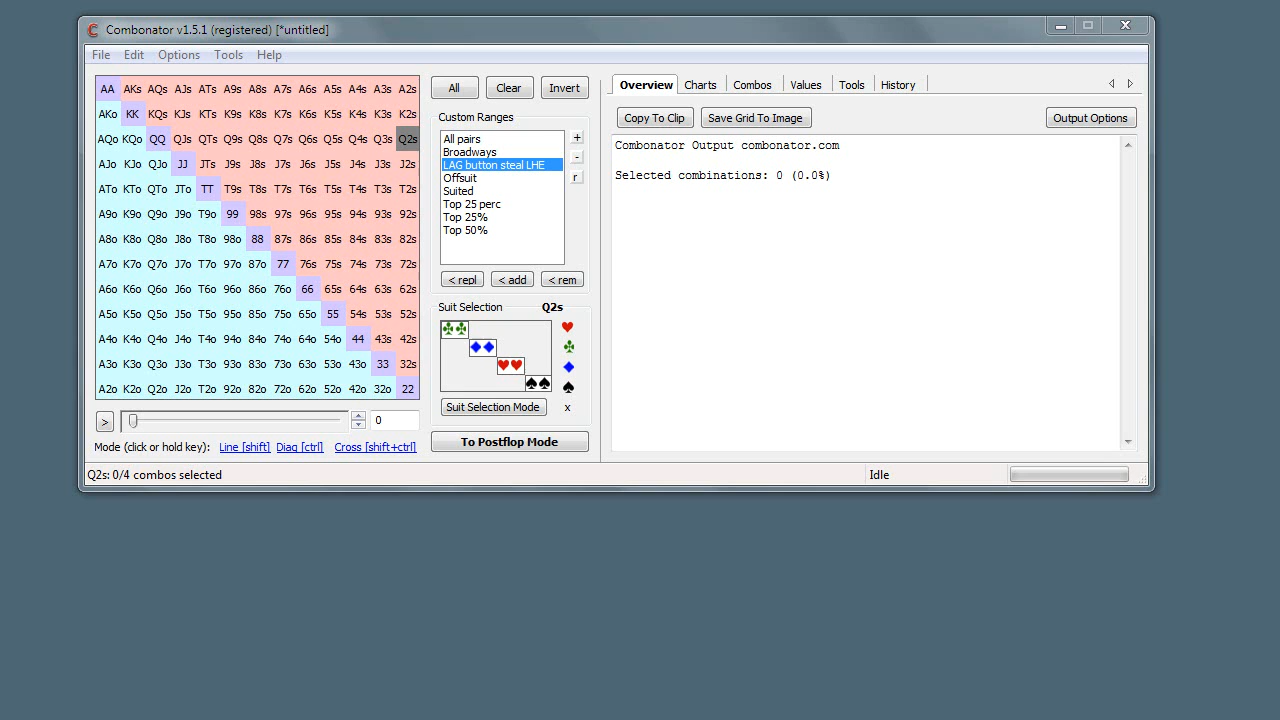 Combonator v1.5.1 (registered) [*untitled]
File Edit Options Tools Help
AA AKs AQs AJs ATs A9s A8s A7s A6s A5s A4s A3s A2s
AKo KK KQs KJs KTs K9s K8s K7s K6s K5s K4s K3s K2s
AQo KQo QQ QJs QTs Q9s Q8s Q7s Q6s Q5s Q4s Q3s Q2s
AJo KJo QJo JJ JTs J9s J8s J7s J6s J5s J4s J3s J2s
ATo KTo QTo JTo TT T9s T8s T7s T6s T5s T4s T3s T2s
A9o K9o Q9o J9o T9o 99 98s 97s 96s 95s 94s 93s 92s
A8o K8o Q8o J8o T8o 98o 88 87s 86s 85s 84s 83s 82s
A7o K7o Q7o J7o T7o 97o 87o 77 76s 75s 74s 73s 72s
A6o K6o Q6o J6o T6o 96o 86o 76o 66 65s 64s 63s 62s
A5o K5o Q5o J5o T5o 95o 85o 75o 65o 55 54s 53s 52s
A4o K4o Q4o J4o T4o 94o 84o 74o 64o 54o 44 43s 42s
A3o K3o Q3o J3o T3o 93o 83o 73o 63o 53o 43o 33 32s
A2o K2o Q2o J2o T2o 92o 82o 72o 62o 52o 42o 32o 22
> 0
Mode (click or hold key): Line [shift] Diag [ctrl] Cross [shift+ctrl]
All Clear Invert
Custom Ranges
All pairs
Broadways
LAG button steal LHE
Offsuit
Suited
Top 25 perc
Top 25%
Top 50%
+
-
r
< repl < add < rem
Suit Selection Q2s
Suit Selection Mode x
To Postflop Mode
Overview Charts Combos Values Tools History
Copy To Clip Save Grid To Image Output Options
Combonator Output combonator.com
Selected combinations: 0 (0.0%)
Q2s: 0/4 combos selected Idle